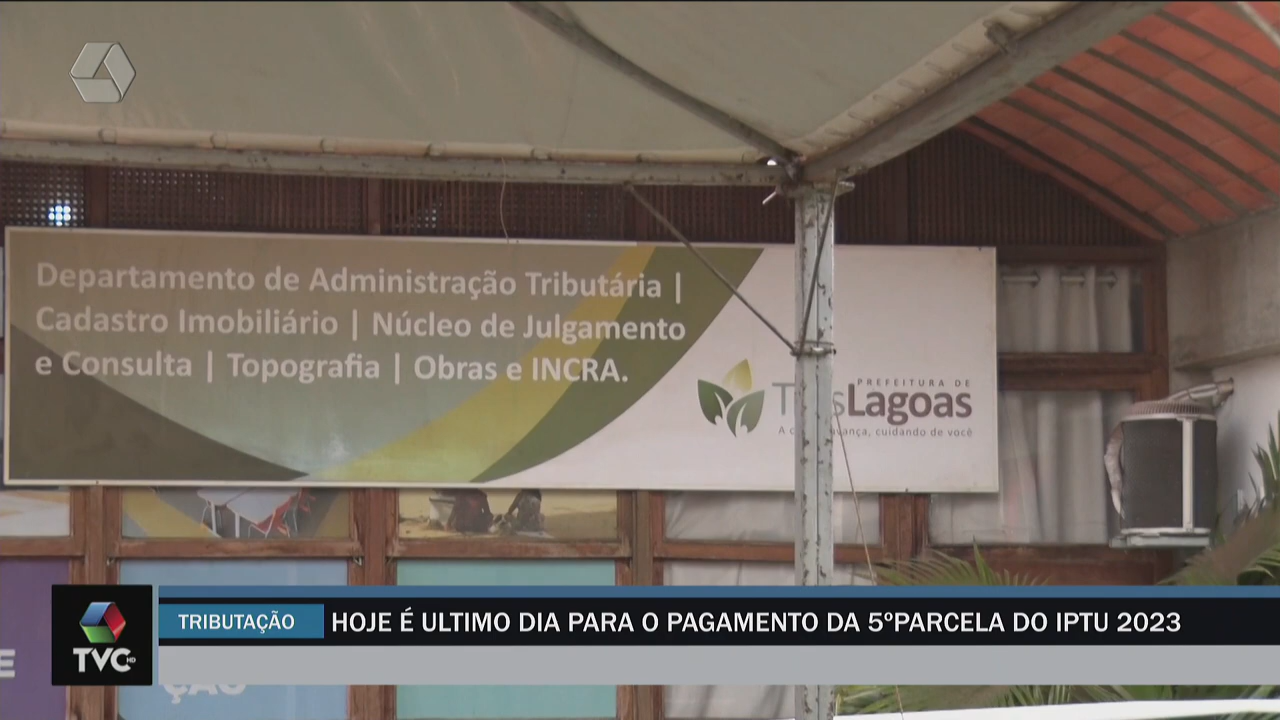 Departamento de Administração Tributária |
Cadastro Imobiliário | Núcleo de Julgamento
e Consulta | Topografia | Obras e INCRA.
PREFEITURA DE
Lagoas
cuidando de você
TRIBUTAÇÃO
HOJE É ULTIMO DIA PARA O PAGAMENTO DA 5ºPARCELA DO IPTU 2023
TVC HD